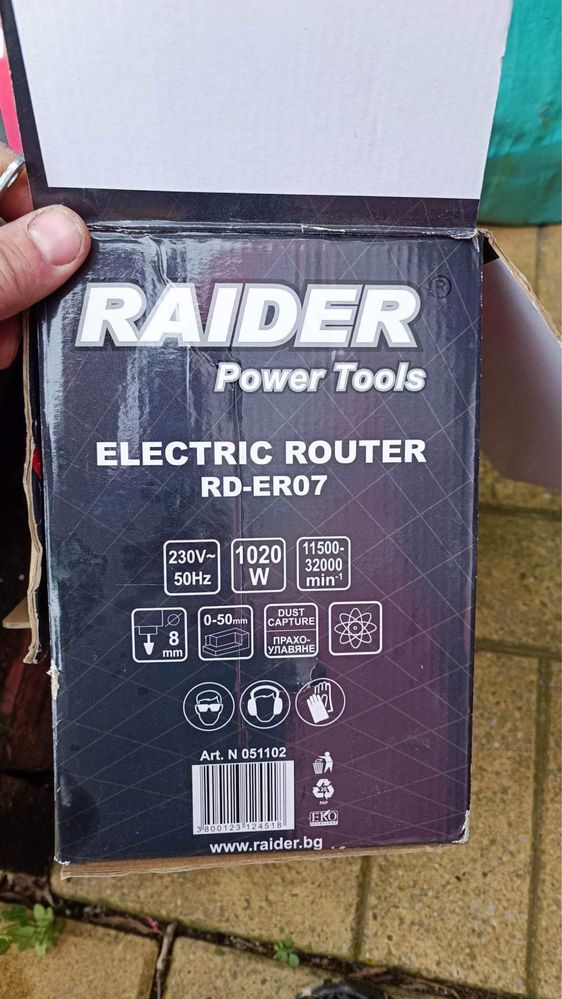 RAIDER®
Power Tools
ELECTRIC ROUTER
RD-ER07
230V~
50Hz
1020
W
11500-
32000
min⁻¹
Ø
8
mm
0-50mm
DUST
CAPTURE
ПРАХО-
УЛАВЯНЕ
Art. N 051102
3800123124518
PAP
EKO
www.raider.bg